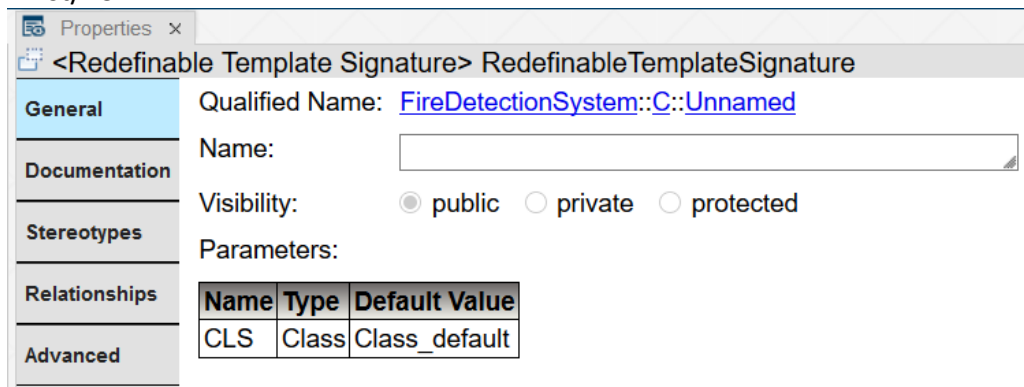 Properties ×
<Redefinable Template Signature> RedefinableTemplateSignature
General
Qualified Name: FireDetectionSystem::C::Unnamed
Name:
Documentation
Visibility: public private protected
Stereotypes
Parameters:
Relationships
Name Type Default Value
CLS Class Class_default
Advanced